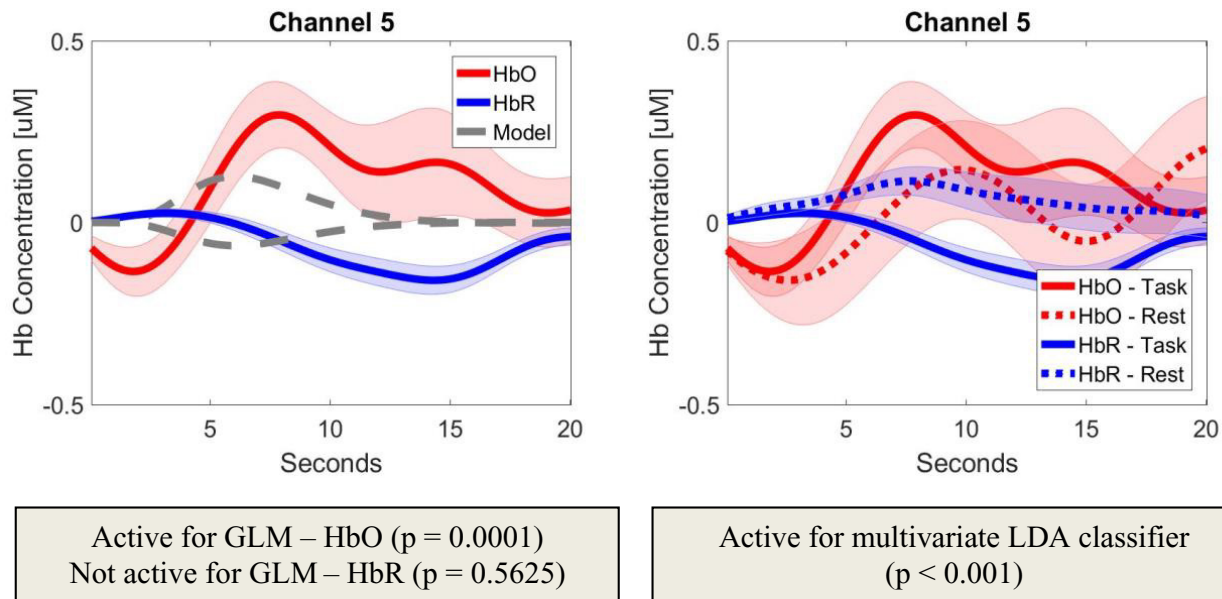 Channel 5
0.5
0
-0.5
Hb Concentration [uM]
HbO
HbR
Model
5
10
15
20
Seconds
Active for GLM – HbO (p = 0.0001)
Not active for GLM – HbR (p = 0.5625)
Channel 5
0.5
0
-0.5
Hb Concentration [uM]
HbO - Task
HbO - Rest
HbR - Task
HbR - Rest
5
10
15
20
Seconds
Active for multivariate LDA classifier
(p < 0.001)